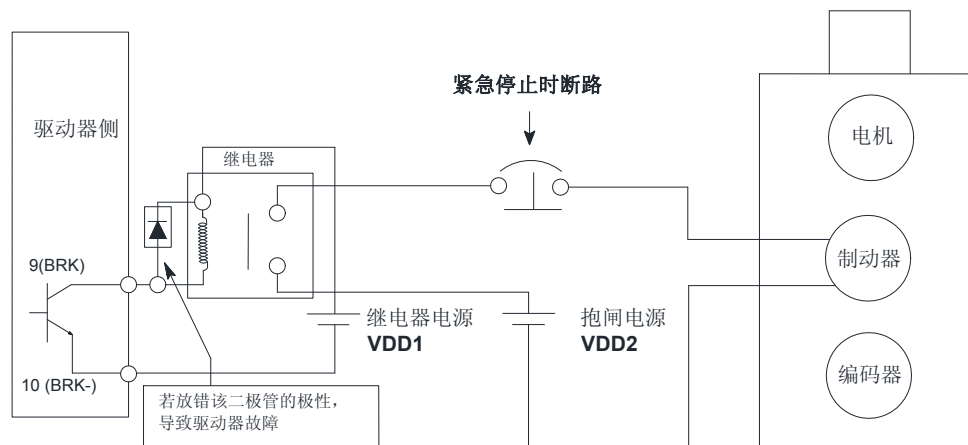 紧急停止时断路
驱动器侧
电机
继电器
9(BRK)
制动器
继电器电源
VDD1
抱闸电源
VDD2
10 (BRK-)
编码器
若放错该二极管的极性，
导致驱动器故障